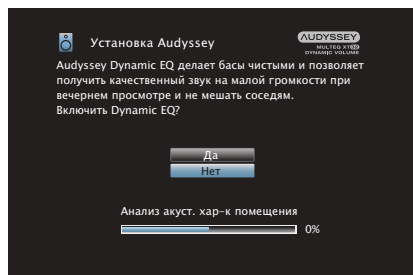 Установка Audyssey
AUDYSSEY
MULTEQ XT32
DYNAMIC VOLUME
Audyssey Dynamic EQ делает басы чистыми и позволяет
получить качественный звук на малой громкости при
вечернем просмотре и не мешать соседям.
Включить Dynamic EQ?
Да
Нет
Анализ акуст. хар-к помещения
0%